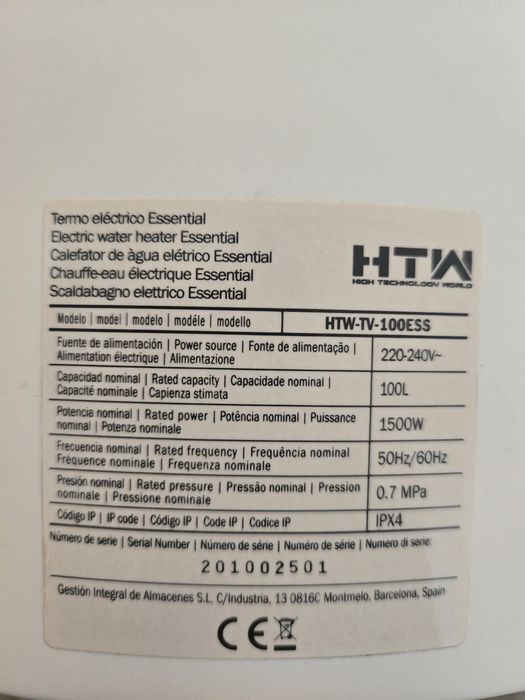 Termo eléctrico Essential
Electric water heater Essential
Calefator de àgua elétrico Essential
Chauffe-eau électrique Essential
Scaldabagno elettrico Essential
HTW
HIGH TECHNOLOGY WORLD
Modelo | model | modelo | modéle | modello HTW-TV-100ESS
Fuente de alimentación | Power source | Fonte de alimentação |
Alimentation électrique | Alimentazione
220-240V~
Capacidad nominal | Rated capacity | Capacidade nominal |
Capacité nominale | Capienza stimata
100L
Potencia nominal | Rated power | Potência nominal | Puissance
nominal | Potenza nominale
1500W
Frecuencia nominal | Rated frequency | Frequência nominal
Fréquence nominale | Frequenza nominale
50Hz/60Hz
Presión nominal | Rated pressure | Pressão nominal | Pression
nominale | Pressione nominale
0.7 MPa
Código IP | IP code | Código IP | Code IP | Codice IP IPX4
Número de serie | Serial Number | Número de série | Numéro de série | Numero di serie:
201002501
Gestión Integral de Almacenes S.L, C/Industria, 13 0816C Montmelo, Barcelona, Spain
CE